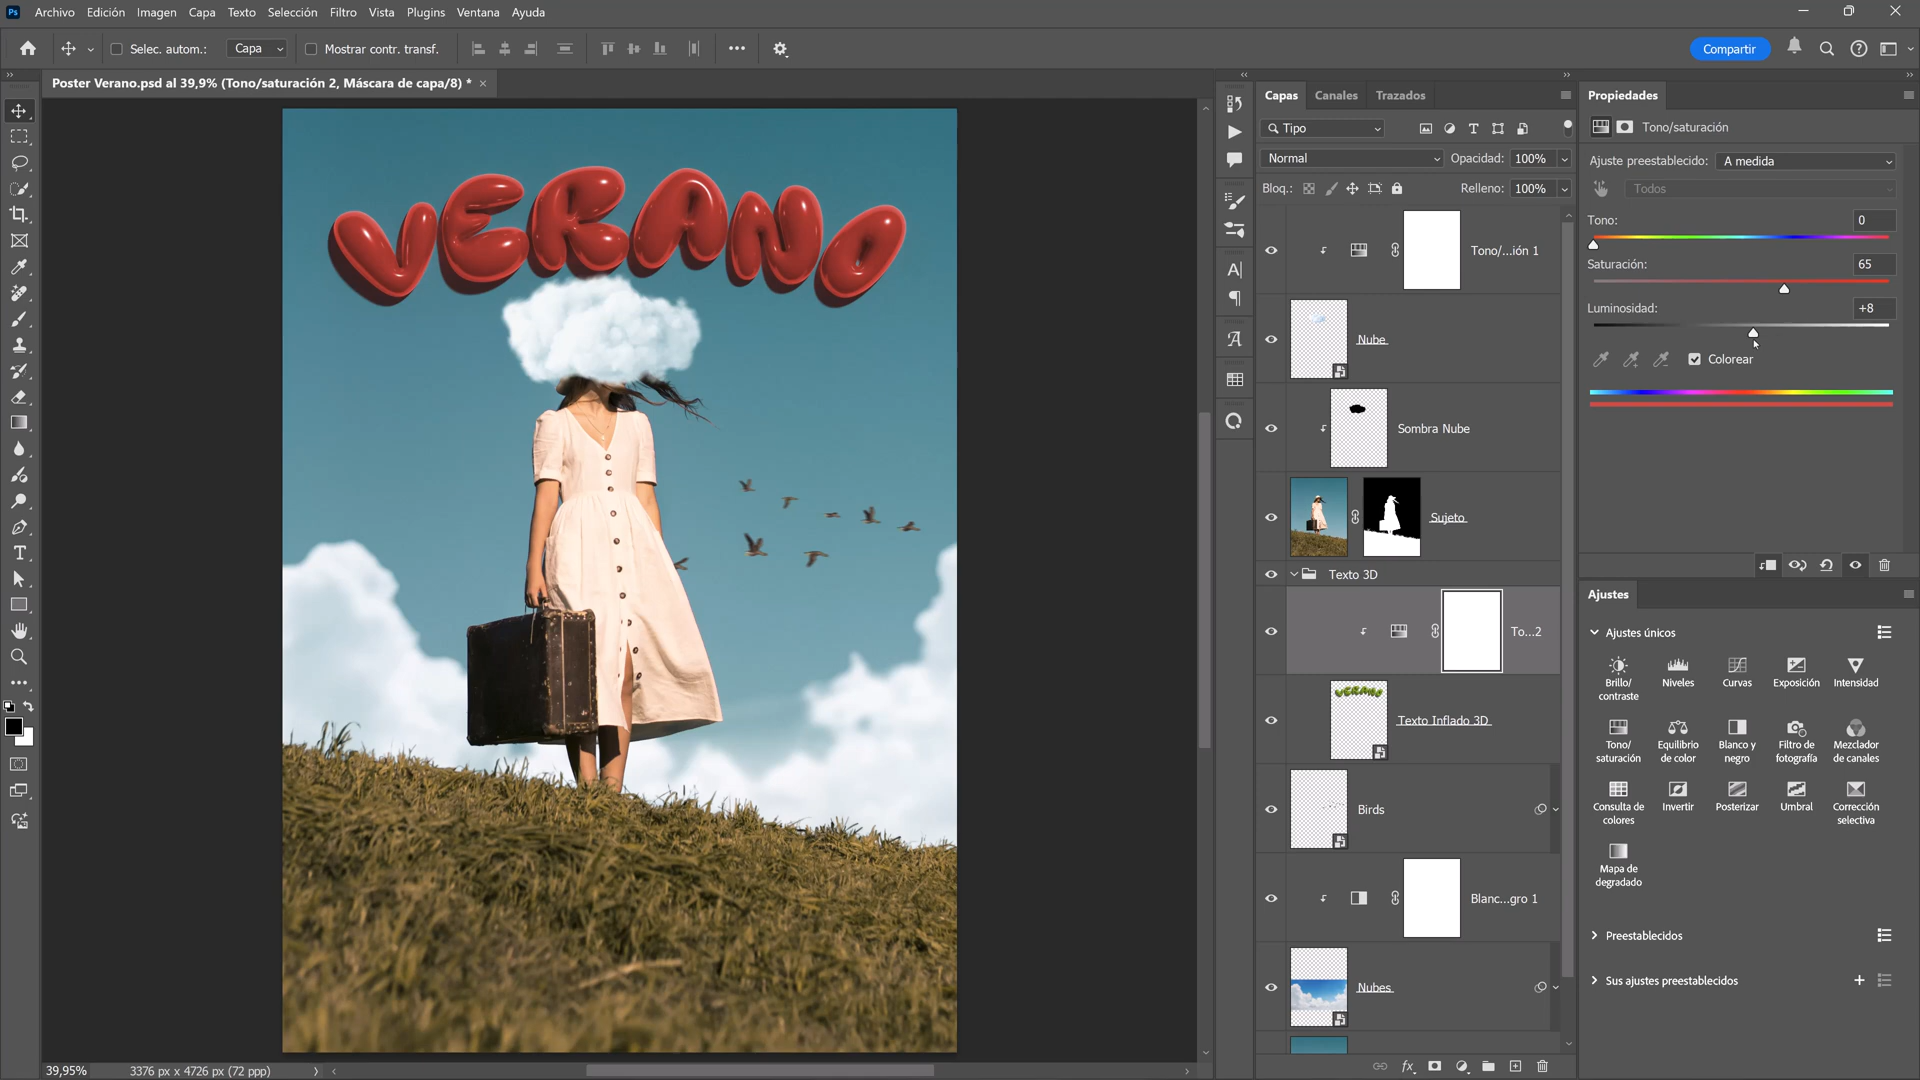 Ps Archivo Edición Imagen Capa Texto Selección Filtro Vista Plugins Ventana Ayuda
Selec. autom.: Capa Mostrar contr. transf. Compartir
Poster Verano.psd al 39,9% (Tono/saturación 2, Máscara de capa/8) *
VERANO
39,95% 3376 px x 4726 px (72 ppp)
Capas Canales Trazados
Tipo
Normal Opacidad: 100%
Bloq.: Relleno: 100%
Tono/...ión 1
Nube
Sombra Nube
Sujeto
Texto 3D
To...2
VERANO
Texto Inflado 3D
Birds
Blanc...gro 1
Nubes
fx
Propiedades
Tono/saturación
Ajuste preestablecido: A medida
Todos
Tono: 0
Saturación: 65
Luminosidad: +8
Colorear
Ajustes
Ajustes únicos
Brillo/
contraste
Niveles
Curvas
Exposición
Intensidad
Tono/
saturación
Equilibrio
de color
Blanco y
negro
Filtro de
fotografía
Mezclador
de canales
Consulta de
colores
Invertir
Posterizar
Umbral
Corrección
selectiva
Mapa de
degradado
Preestablecidos
Sus ajustes preestablecidos